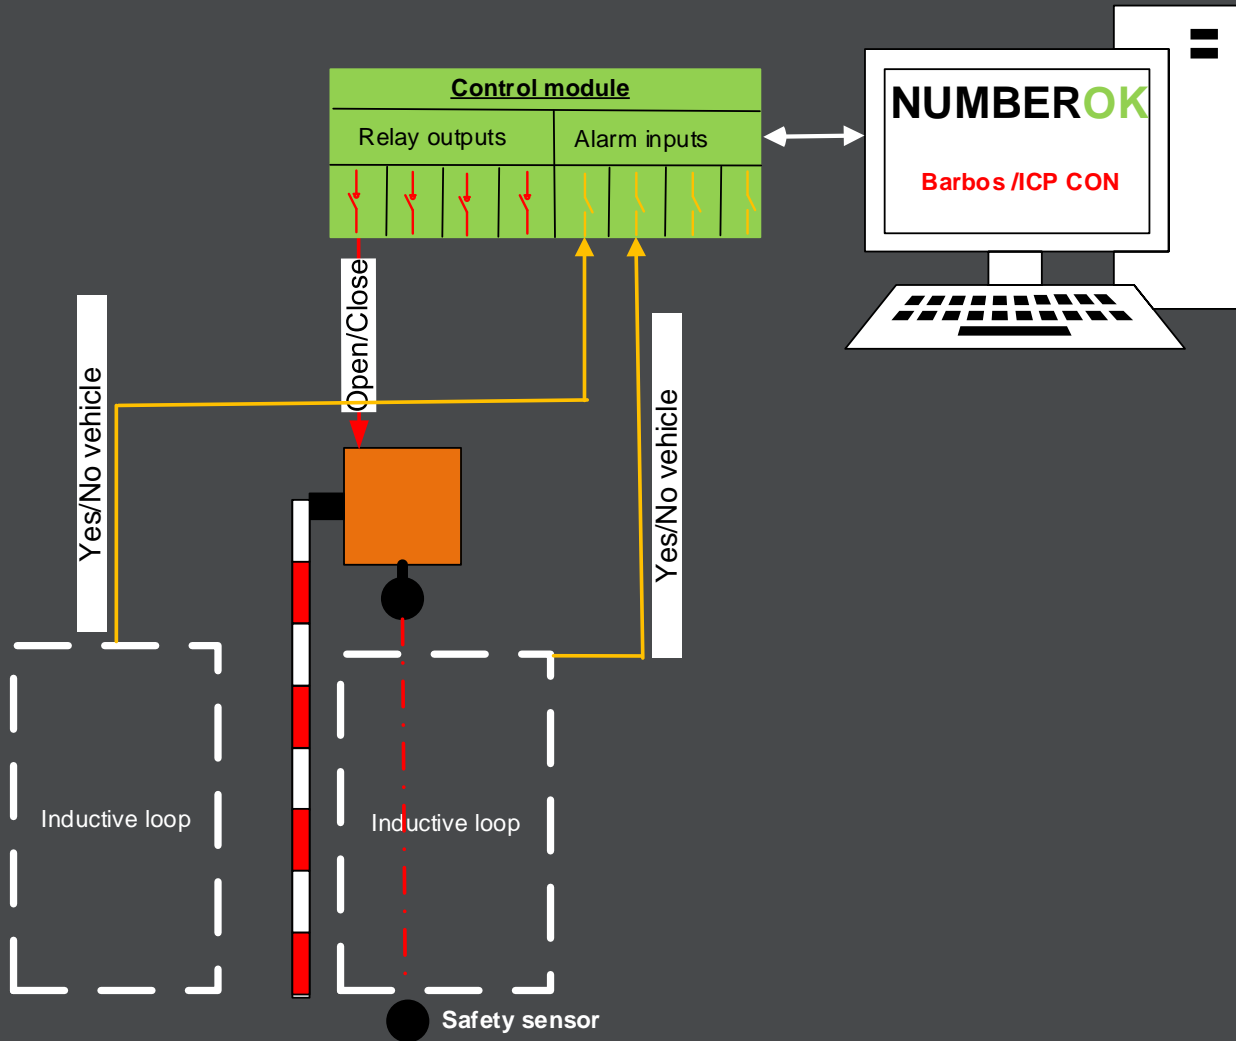 Control module
Relay outputs
Alarm inputs
NUMBEROK
Barbos /ICP CON
Open/Close
Yes/No vehicle
Yes/No vehicle
Inductive loop
Inductive loop
Safety sensor